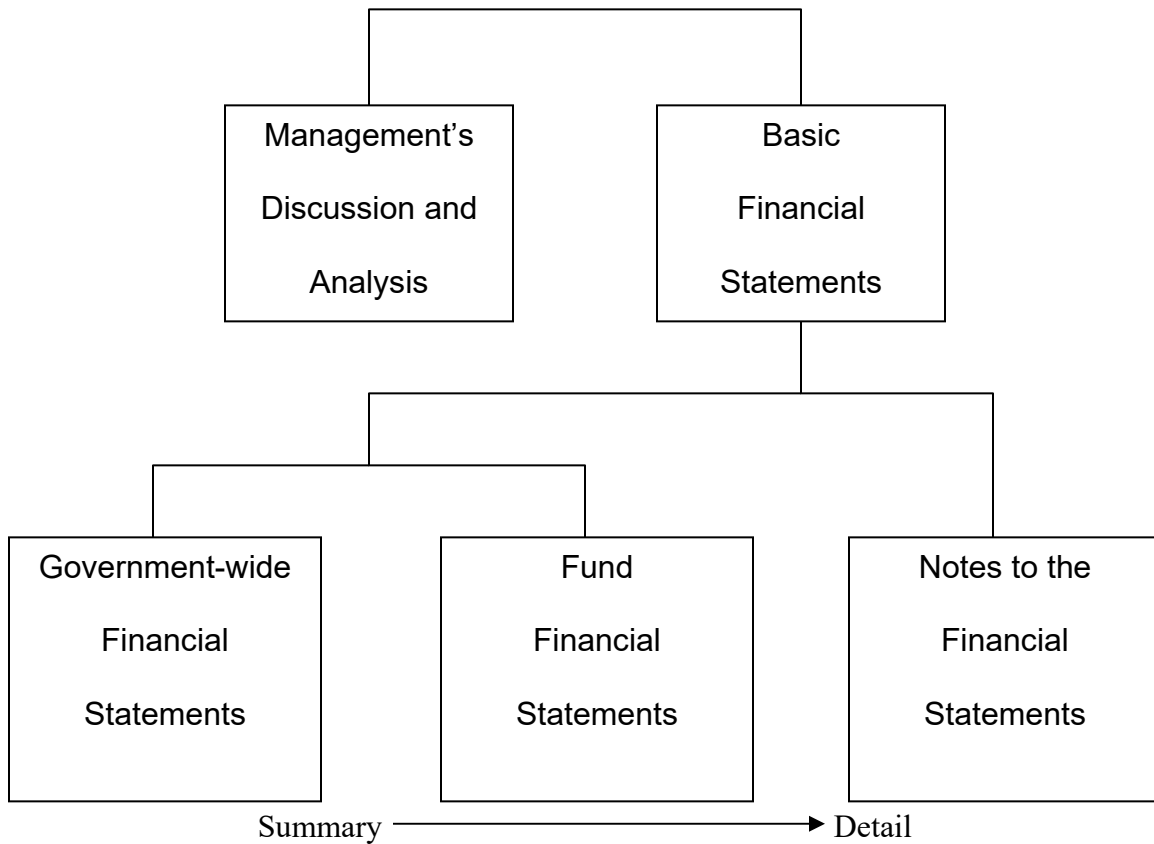 Management’s
Discussion and
Analysis
Basic
Financial
Statements
Government-wide
Financial
Statements
Fund
Financial
Statements
Notes to the
Financial
Statements
Summary
Detail